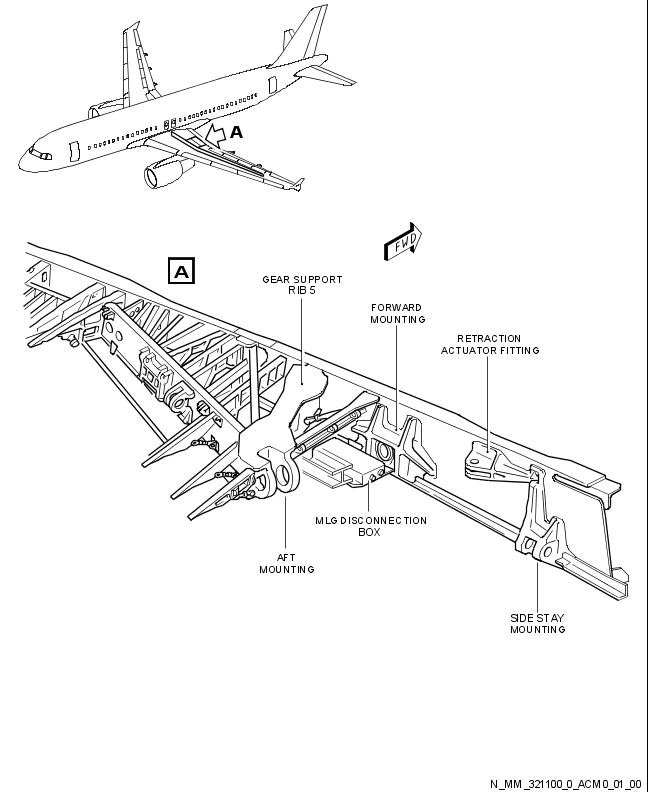 A
FWD
A
GEAR SUPPORT
RIB 5
FORWARD
MOUNTING
RETRACTION
ACTUATOR FITTING
MLG DISCONNECTION
BOX
AFT
MOUNTING
SIDE STAY
MOUNTING
N_MM_321100_0_ACM0_01_00